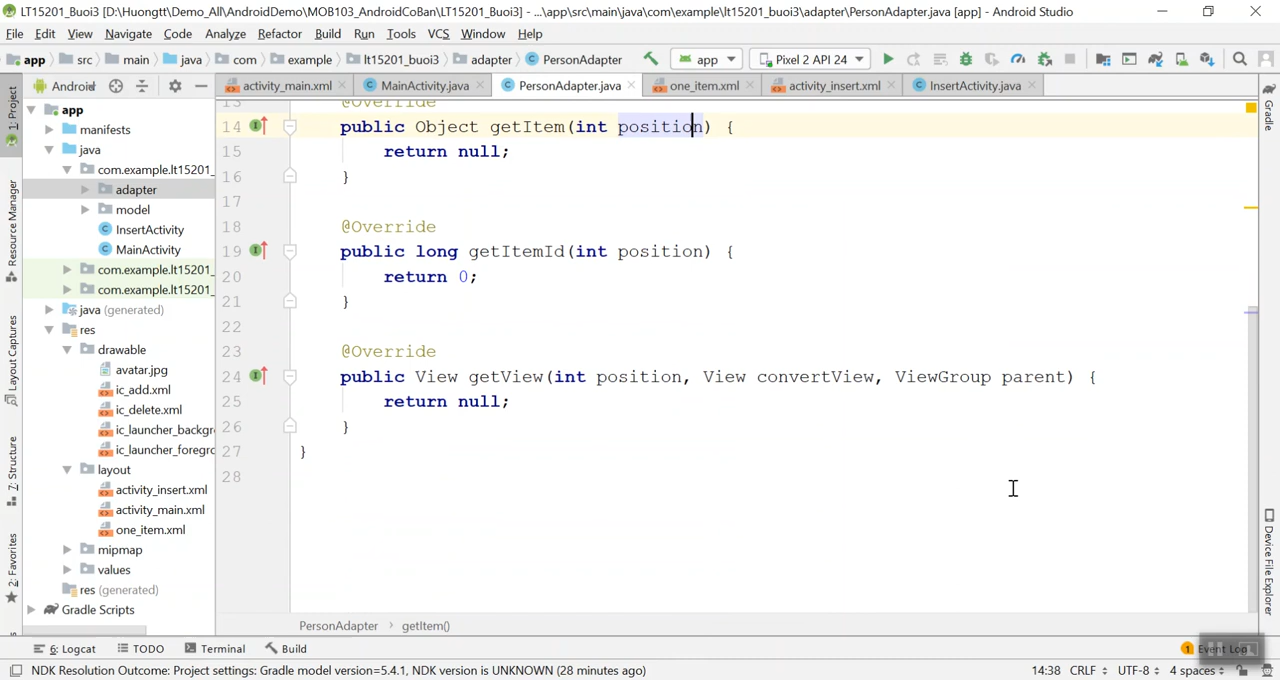 LT15201_Buoi3 [D:\Huongtt\Demo_All\AndroidDemo\MOB103_AndroidCoBan\LT15201_Buoi3] - ...\app\src\main\java\com\example\lt15201_buoi3\adapter\PersonAdapter.java [app] - Android Studio
File Edit View Navigate Code Analyze Refactor Build Run Tools VCS Window Help
app src main java com example lt15201_buoi3 adapter PersonAdapter app Pixel 2 API 24
Android activity_main.xml MainActivity.java PersonAdapter.java one_item.xml activity_insert.xml InsertActivity.java
1: Project
Resource Manager
Layout Captures
7: Structure
2: Favorites
app
manifests
java
com.example.lt15201_
adapter
model
InsertActivity
MainActivity
com.example.lt15201_
com.example.lt15201_
java (generated)
res
drawable
avatar.jpg
ic_add.xml
ic_delete.xml
ic_launcher_backgr
ic_launcher_foregro
layout
activity_insert.xml
activity_main.xml
one_item.xml
mipmap
values
res (generated)
Gradle Scripts
13 @Override
14 public Object getItem(int position) {
15 return null;
16 }
17
18 @Override
19 public long getItemId(int position) {
20 return 0;
21 }
22
23 @Override
24 public View getView(int position, View convertView, ViewGroup parent) {
25 return null;
26 }
27 }
28
Gradle
Device File Explorer
PersonAdapter getItem()
6: Logcat TODO Terminal Build 1 Event Log
NDK Resolution Outcome: Project settings: Gradle model version=5.4.1, NDK version is UNKNOWN (28 minutes ago) 14:38 CRLF UTF-8 4 spaces